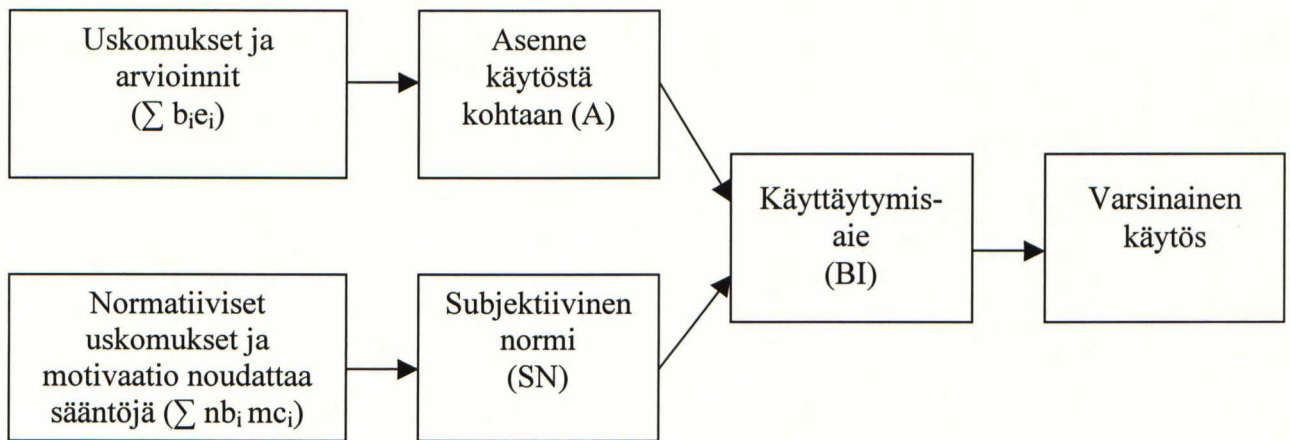 Uskomukset ja
arvioinnit
(∑ bᵢeᵢ)
Asenne
käytöstä
kohtaan (A)
Normatiiviset
uskomukset ja
motivaatio noudattaa
sääntöjä (∑ nbᵢ mcᵢ)
Subjektiivinen
normi
(SN)
Käyttäytymis-
aie
(BI)
Varsinainen
käytös